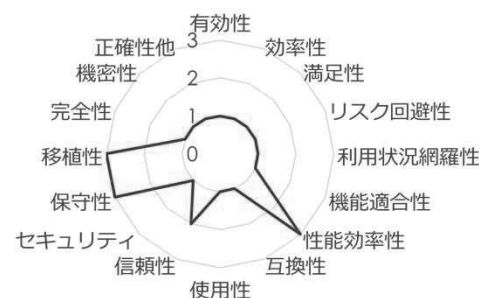 有効性
効率性
満足性
リスク回避性
利用状況網羅性
機能適合性
性能効率性
互換性
使用性
信頼性
セキュリティ
保守性
移植性
完全性
機密性
正確性他
3
2
1
0